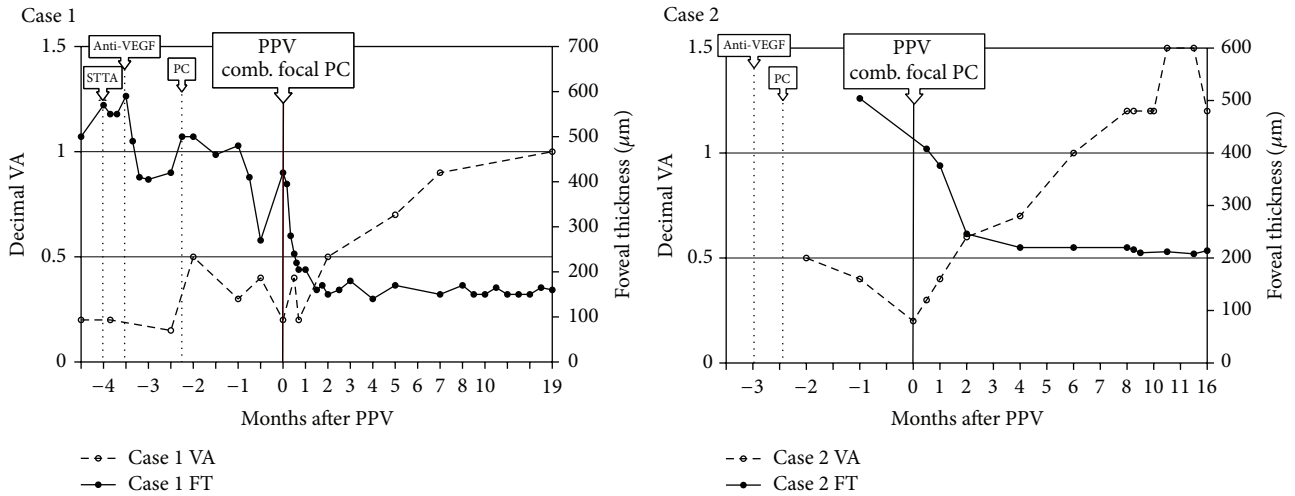 Case 1
Anti-VEGF
STTA
PC
PPV
comb. focal PC
1.5
1
0.5
0
Decimal VA
700
600
500
400
300
200
100
0
Foveal thickness (μm)
−4 −3 −2 −1 0 1 2 3 4 5 6 7 8 10 19
Months after PPV
Case 1 VA
Case 1 FT
Case 2
Anti-VEGF
PC
PPV
comb. focal PC
1.5
1
0.5
0
Decimal VA
600
500
400
300
200
100
0
Foveal thickness (μm)
−3 −2 0 1 2 4 6 7 8 10 11 16
Months after PPV
Case 2 VA
Case 2 FT